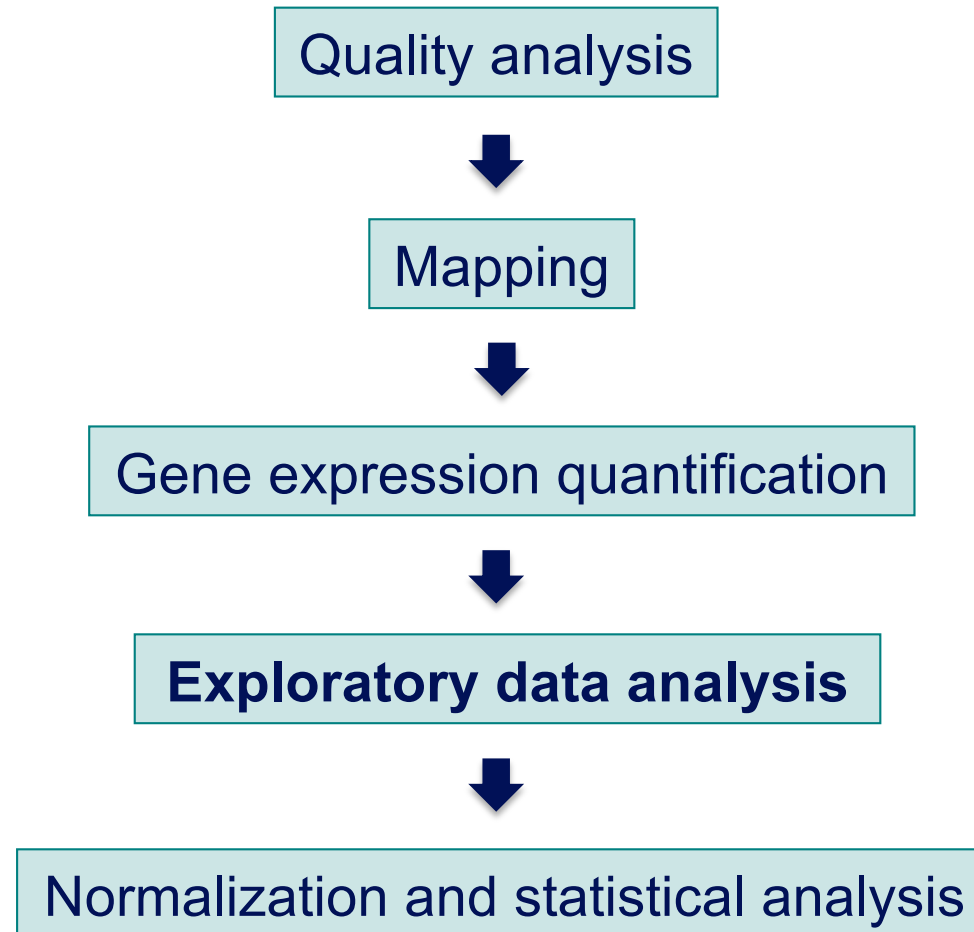 Quality analysis
Mapping
Gene expression quantification
Exploratory data analysis
Normalization and statistical analysis